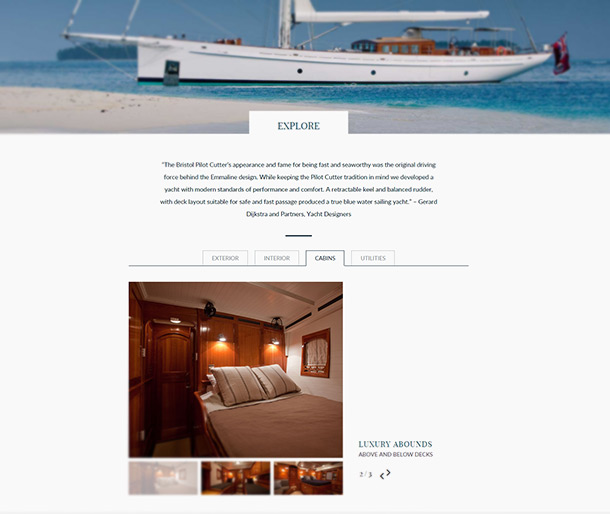 EXPLORE
"The Bristol Pilot Cutter's appearance and fame for being fast and seaworthy was the original driving
force behind the Emmaline design. While keeping the Pilot Cutter tradition in mind we developed a
yacht with modern standards of performance and comfort. A retractable keel and balanced rudder,
with deck layout suitable for safe and fast passage produced a true blue water sailing yacht." – Gerard
Dijkstra and Partners, Yacht Designers
EXTERIOR INTERIOR CABINS UTILITIES
LUXURY ABOUNDS
ABOVE AND BELOW DECKS
2 / 3 < >